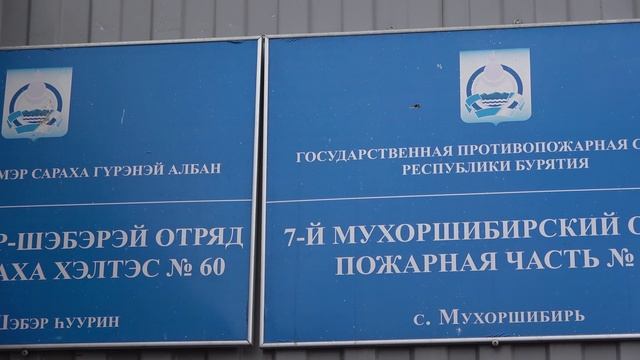 МЭР САРАХА ГҮРЭНЭЙ АЛБАН
Р-ШЭБЭРЭЙ ОТРЯД
АХА ХЭЛТЭС № 60
ШЭБЭР ҺУУРИН
ГОСУДАРСТВЕННАЯ ПРОТИВОПОЖАРНАЯ С
РЕСПУБЛИКИ БУРЯТИЯ
7-Й МУХОРШИБИРСКИЙ О
ПОЖАРНАЯ ЧАСТЬ №
с. МУХОРШИБИРЬ